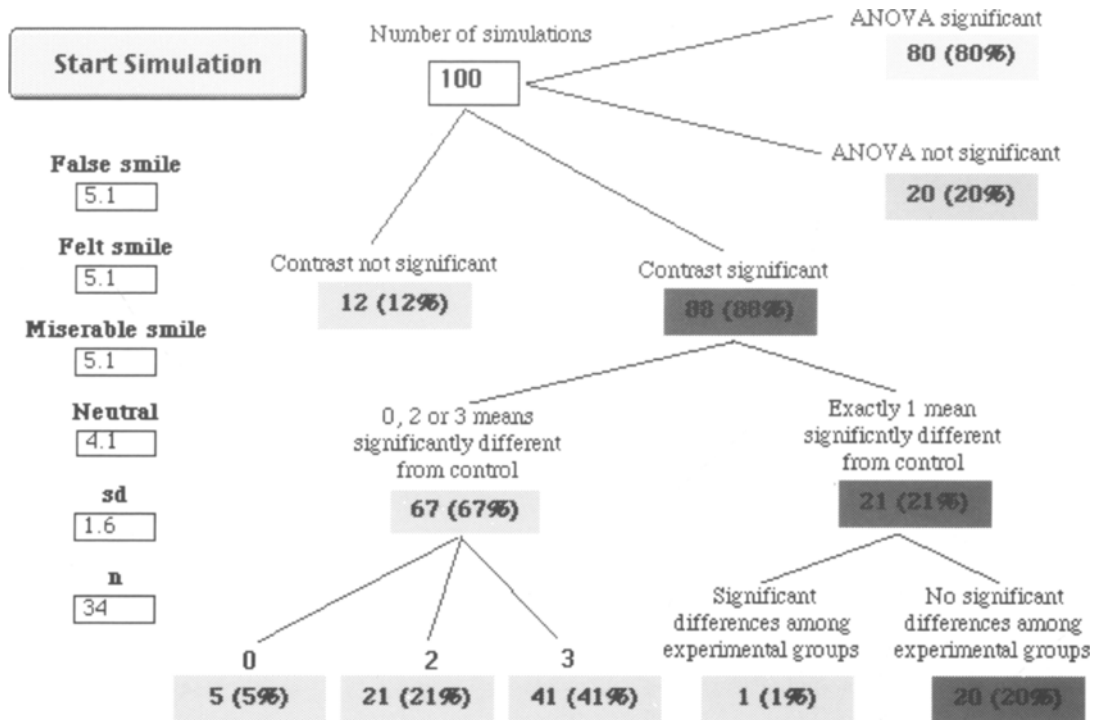 Start Simulation
Number of simulations
100
ANOVA significant
80 (80%)
ANOVA not significant
20 (20%)
False smile
5.1
Felt smile
5.1
Miserable smile
5.1
Neutral
4.1
sd
1.6
n
34
Contrast not significant
12 (12%)
Contrast significant
88 (88%)
0, 2 or 3 means
significantly different
from control
67 (67%)
Exactly 1 mean
significntly different
from control
21 (21%)
0
5 (5%)
2
21 (21%)
3
41 (41%)
Significant
differences among
experimental groups
1 (1%)
No significant
differences among
experimental groups
20 (20%)